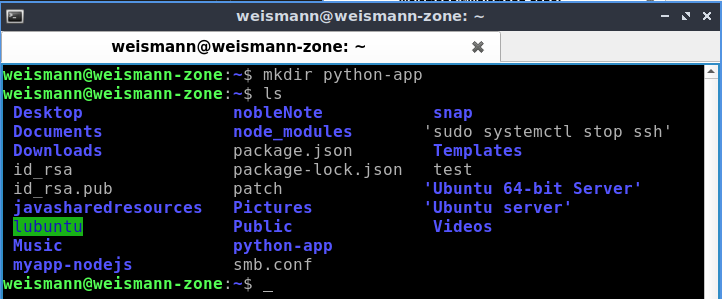 weismann@weismann-zone: ~
weismann@weismann-zone: ~
weismann@weismann-zone:~$ mkdir python-app
weismann@weismann-zone:~$ ls
Desktop nobleNote snap
Documents node_modules 'sudo systemctl stop ssh'
Downloads package.json Templates
id_rsa package-lock.json test
id_rsa.pub patch 'Ubuntu 64-bit Server'
javasharedresources Pictures 'Ubuntu server'
lubuntu Public Videos
Music python-app
myapp-nodejs smb.conf
weismann@weismann-zone:~$ _